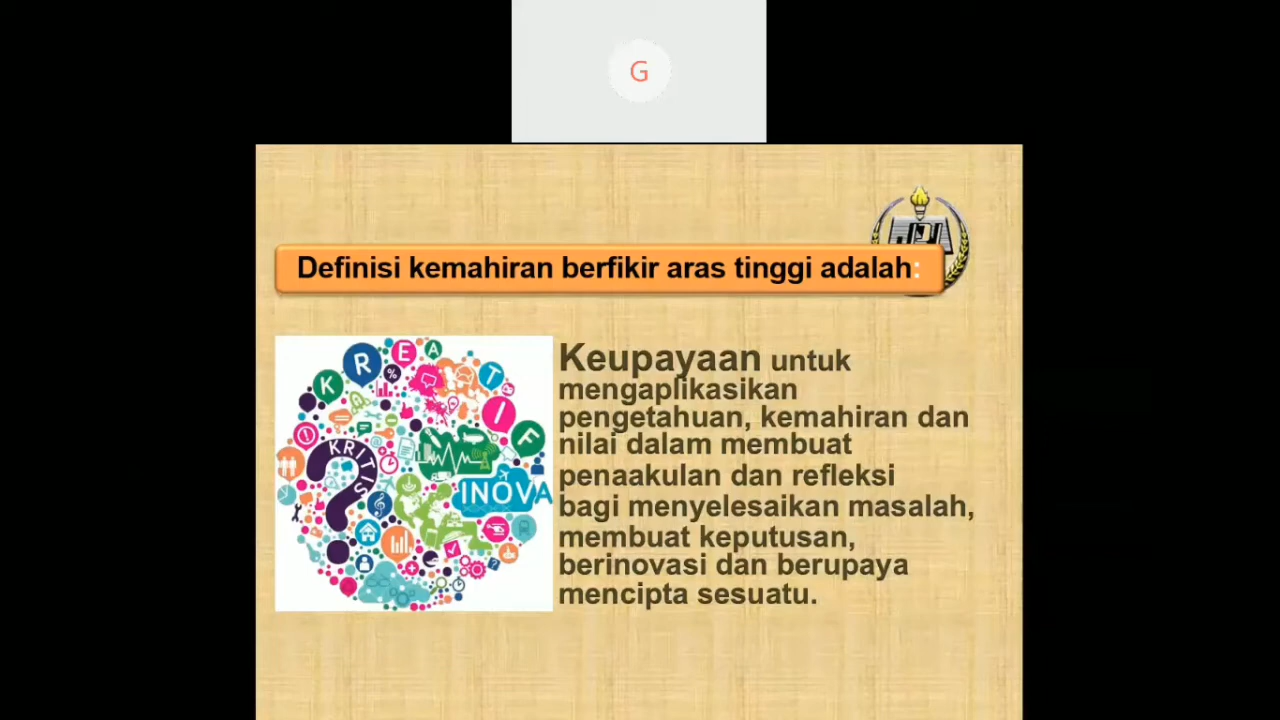 G
Definisi kemahiran berfikir aras tinggi adalah:
KREATIF
KRITIS
INOVA
Keupayaan untuk
mengaplikasikan
pengetahuan, kemahiran dan
nilai dalam membuat
penaakulan dan refleksi
bagi menyelesaikan masalah,
membuat keputusan,
berinovasi dan berupaya
mencipta sesuatu.